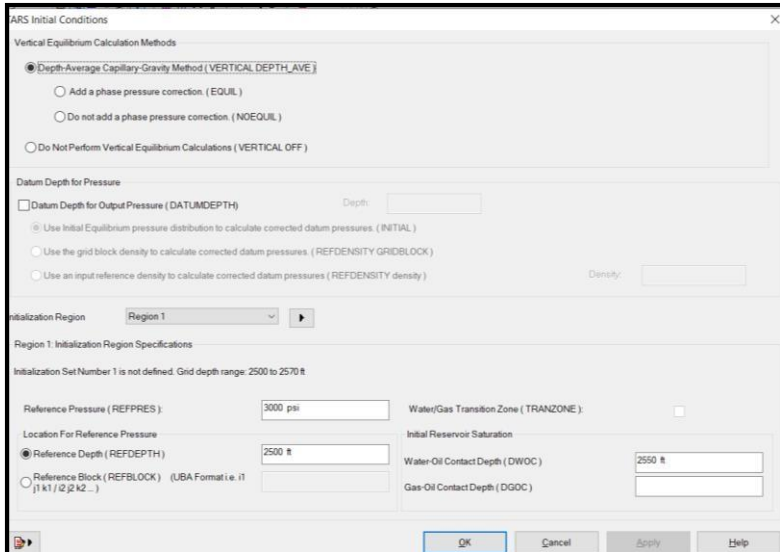 TARS Initial Conditions
Vertical Equilibrium Calculation Methods
Depth-Average Capillary-Gravity Method ( VERTICAL DEPTH_AVE )
Add a phase pressure correction. ( EQUIL )
Do not add a phase pressure correction. ( NOEQUIL )
Do Not Perform Vertical Equilibrium Calculations ( VERTICAL OFF )
Datum Depth for Pressure
Datum Depth for Output Pressure ( DATUMDEPTH)
Depth:
Use Initial Equilibrium pressure distribution to calculate corrected datum pressures. ( INITIAL )
Use the grid block density to calculate corrected datum pressures. ( REFDENSITY GRIDBLOCK )
Use an input reference density to calculate corrected datum pressures ( REFDENSITY density )
Density:
nitialization Region
Region 1
Region 1: Initialization Region Specifications
Initialization Set Number 1 is not defined. Grid depth range: 2500 to 2570 ft
Reference Pressure ( REFPRES ):
3000 psi
Water/Gas Transition Zone ( TRANZONE ):
Location For Reference Pressure
Reference Depth ( REFDEPTH )
2500 ft
Reference Block ( REFBLOCK ) (UBA Format i.e. i1
j1 k1 / i2 j2 k2 ... )
Initial Reservoir Saturation
Water-Oil Contact Depth ( DWOC )
2550 ft
Gas-Oil Contact Depth ( DGOC )
OK
Cancel
Apply
Help